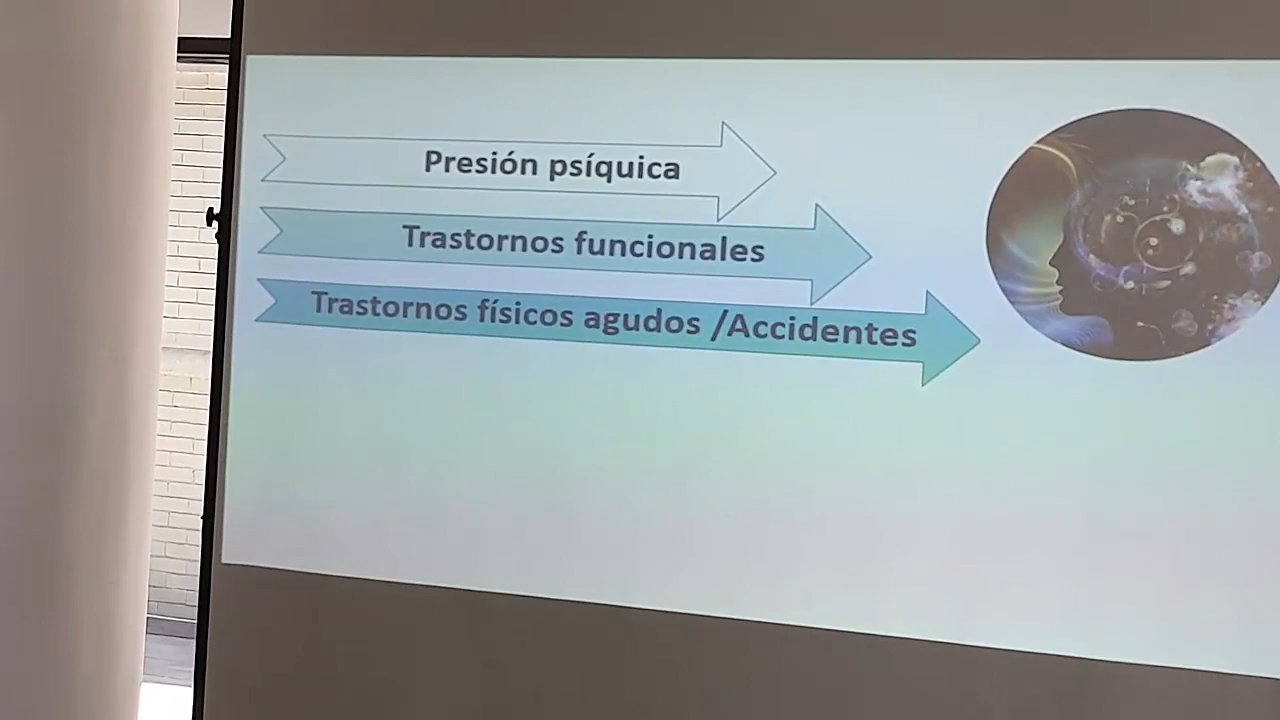 Presión psíquica
Trastornos funcionales
Trastornos físicos agudos /Accidentes